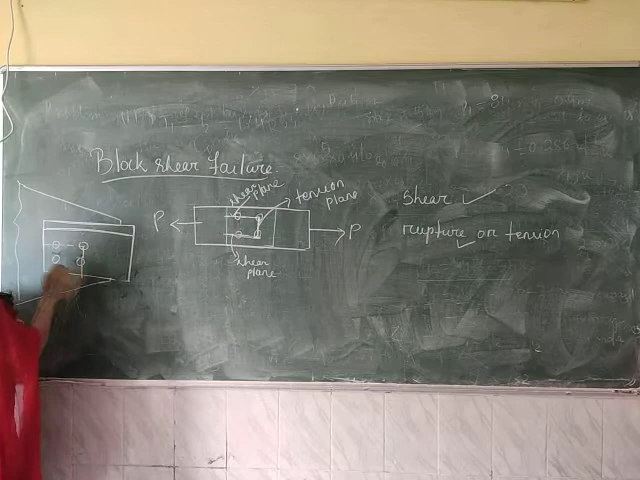 Block shear failure
shear
plane
tension
plane
P
P
shear
plane
Shear ✓
rupture or tension